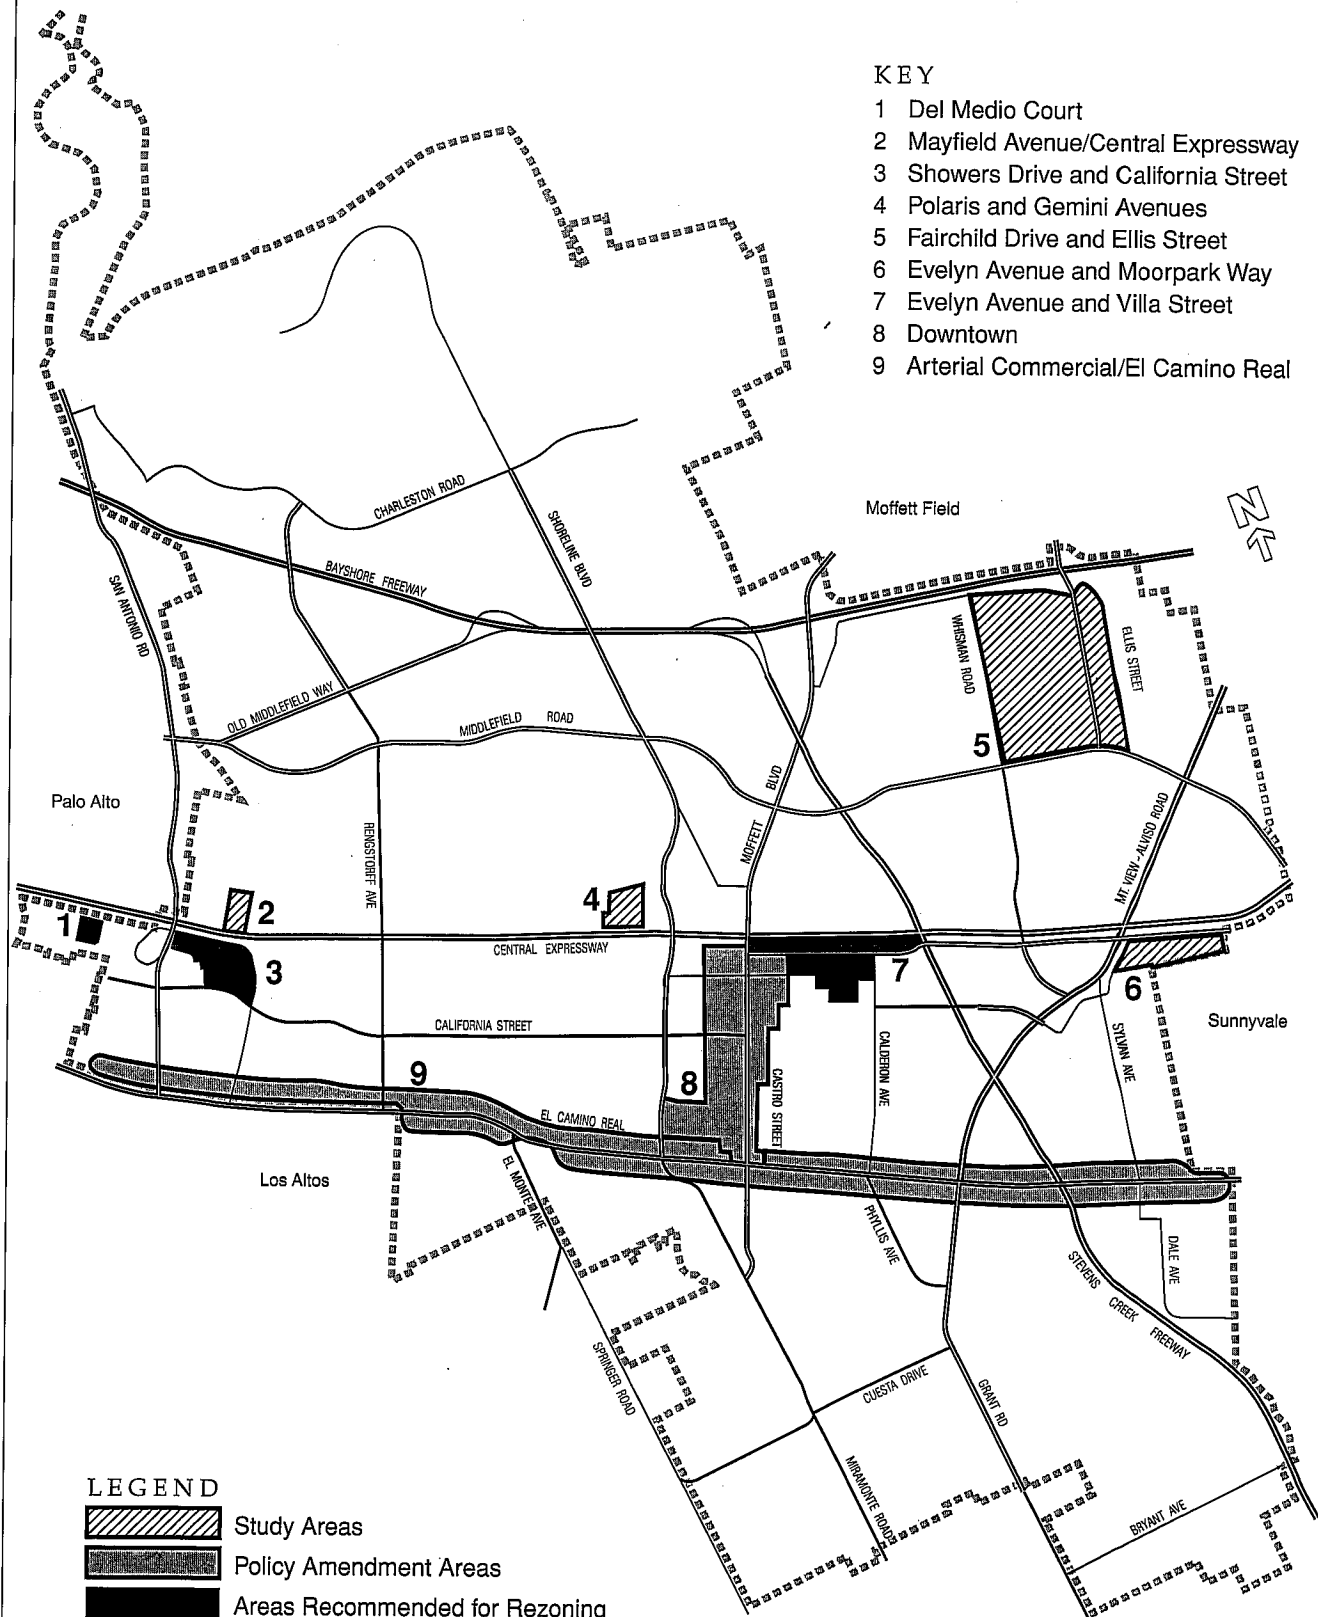 KEY
1 Del Medio Court
2 Mayfield Avenue/Central Expressway
3 Showers Drive and California Street
4 Polaris and Gemini Avenues
5 Fairchild Drive and Ellis Street
6 Evelyn Avenue and Moorpark Way
7 Evelyn Avenue and Villa Street
8 Downtown
9 Arterial Commercial/El Camino Real
CHARLESTON ROAD
SHORELINE BLVD
Moffett Field
N
BAYSHORE FREEWAY
SAN ANTONIO RD
WHISMAN ROAD
ELLIS STREET
OLD MIDDLEFIELD WAY
MIDDLEFIELD ROAD
5
Palo Alto
RENGSTORFF AVE
MOFFETT BLVD
MT. VIEW-ALVISO ROAD
1
2
4
CENTRAL EXPRESSWAY
3
7
6
CALIFORNIA STREET
Sunnyvale
SYLVAN AVE
CALDERON AVE
CASTRO STREET
9
8
EL CAMINO REAL
Los Altos
EL MONTE AVE
PHYLLIS AVE
DALE AVE
STEVENS CREEK FREEWAY
SPRINGER ROAD
CUESTA DRIVE
GRANT RD
MIRAMONTE ROAD
BRYANT AVE
LEGEND
Study Areas
Policy Amendment Areas
Areas Recommended for Rezoning